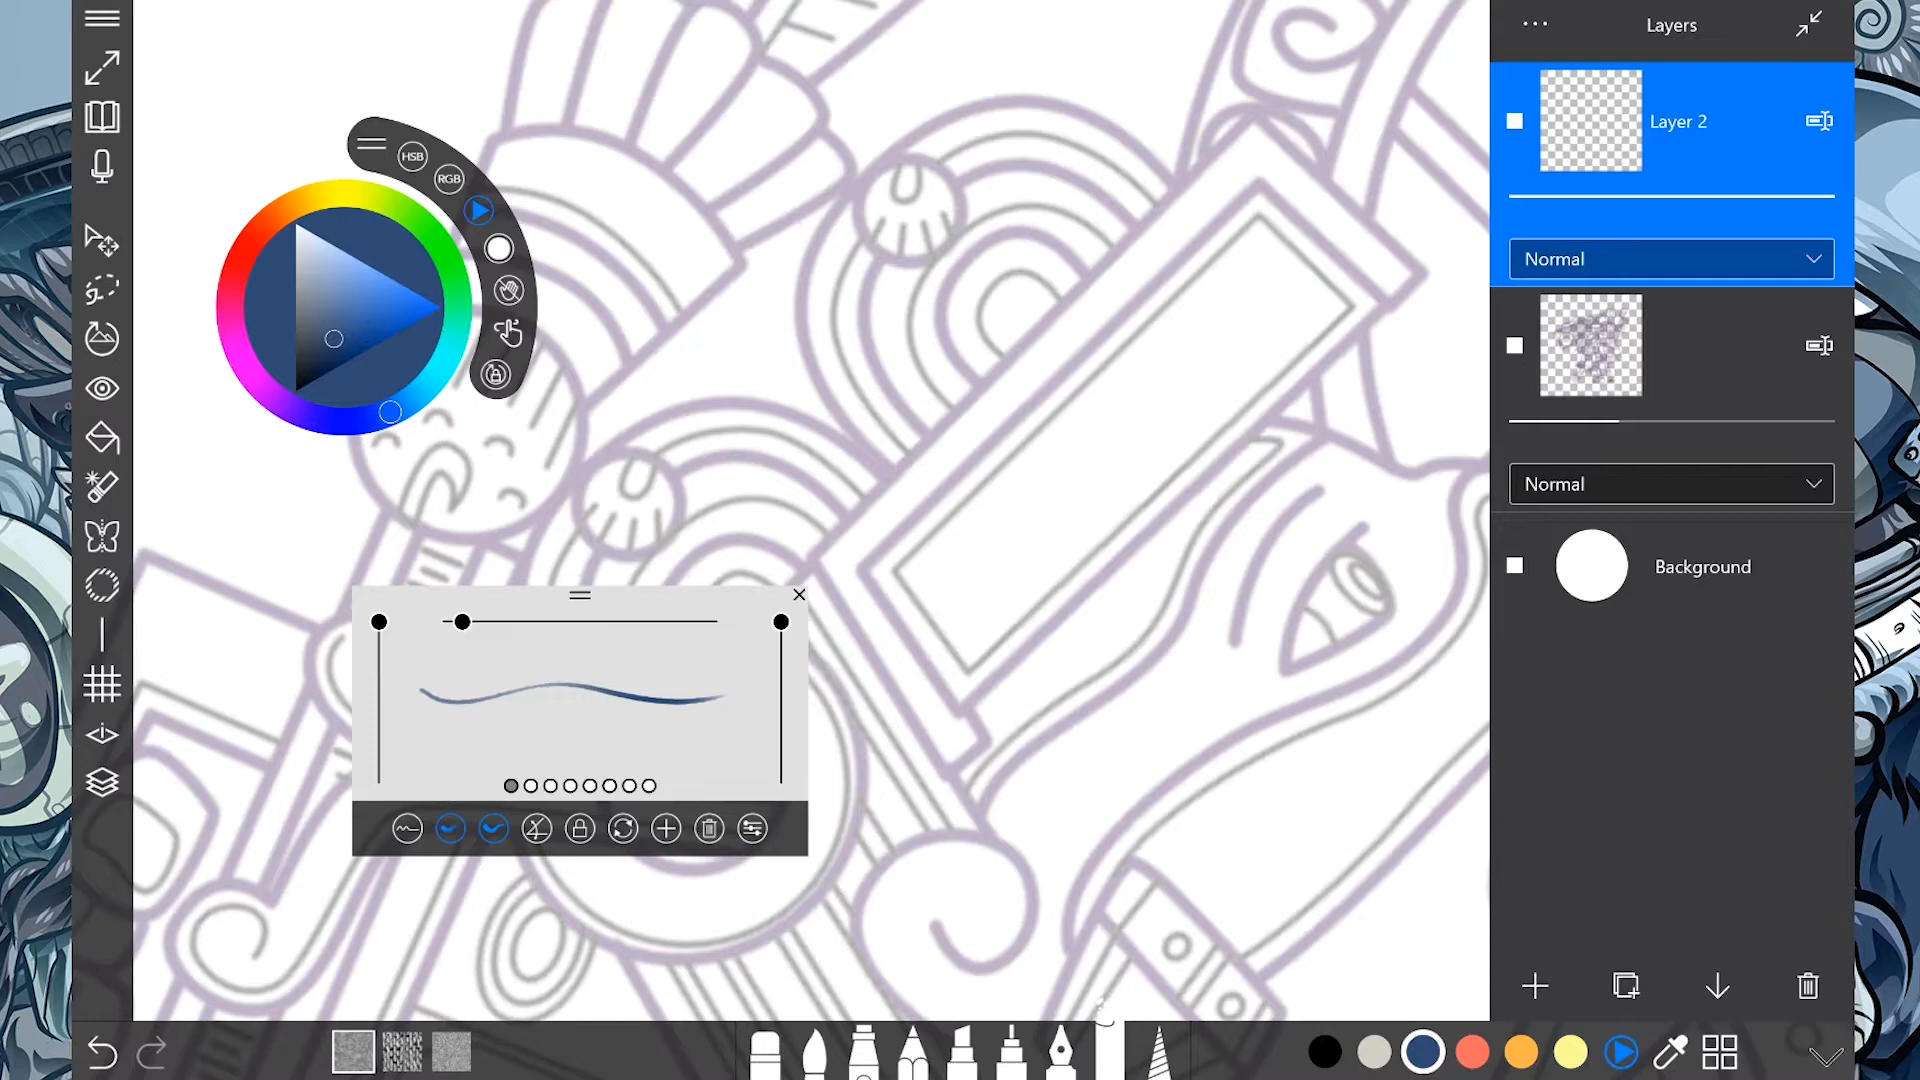 Layers
HSB
RGB
Layer 2
Normal
Normal
Background